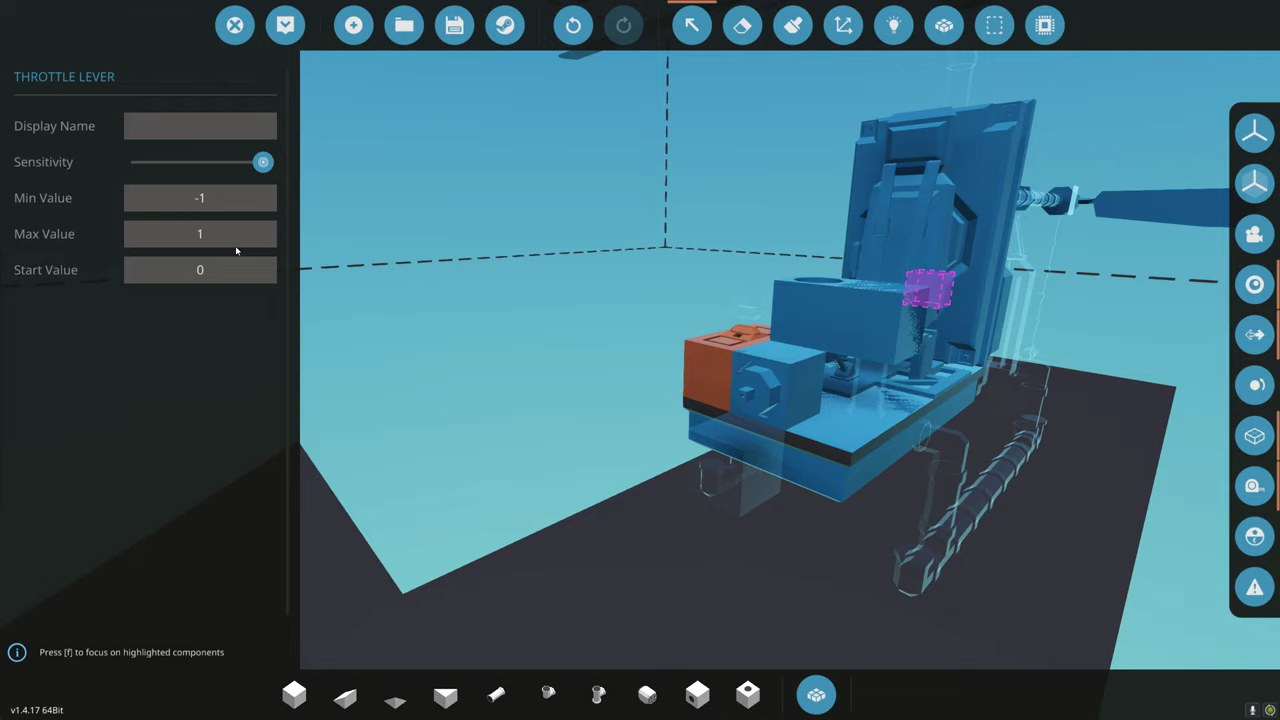 THROTTLE LEVER
Display Name
Sensitivity
Min Value -1
Max Value 1
Start Value 0
Press [f] to focus on highlighted components
v1.4.17 64Bit